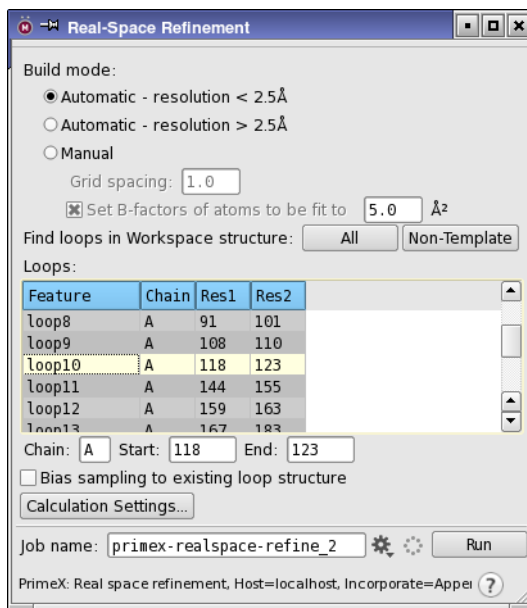 Real-Space Refinement
Build mode:
Automatic - resolution < 2.5Å
Automatic - resolution > 2.5Å
Manual
Grid spacing: 1.0
Set B-factors of atoms to be fit to 5.0 Å²
Find loops in Workspace structure: All Non-Template
Loops:
Feature Chain Res1 Res2
loop8 A 91 101
loop9 A 108 110
loop10 A 118 123
loop11 A 144 155
loop12 A 159 163
loop13 A 167 183
Chain: A Start: 118 End: 123
Bias sampling to existing loop structure
Calculation Settings...
Job name: primex-realspace-refine_2 Run
PrimeX: Real space refinement, Host=localhost, Incorporate=Appe ?